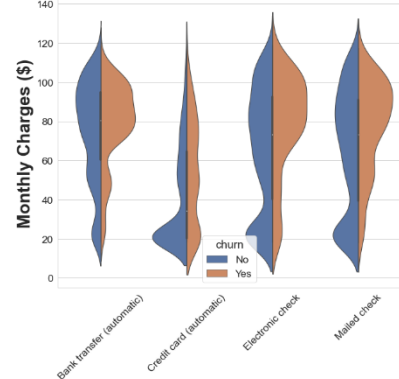 140
120
100
80
60
40
20
0
Monthly Charges ($)
churn
No
Yes
Bank transfer (automatic)
Credit card (automatic)
Electronic check
Mailed check